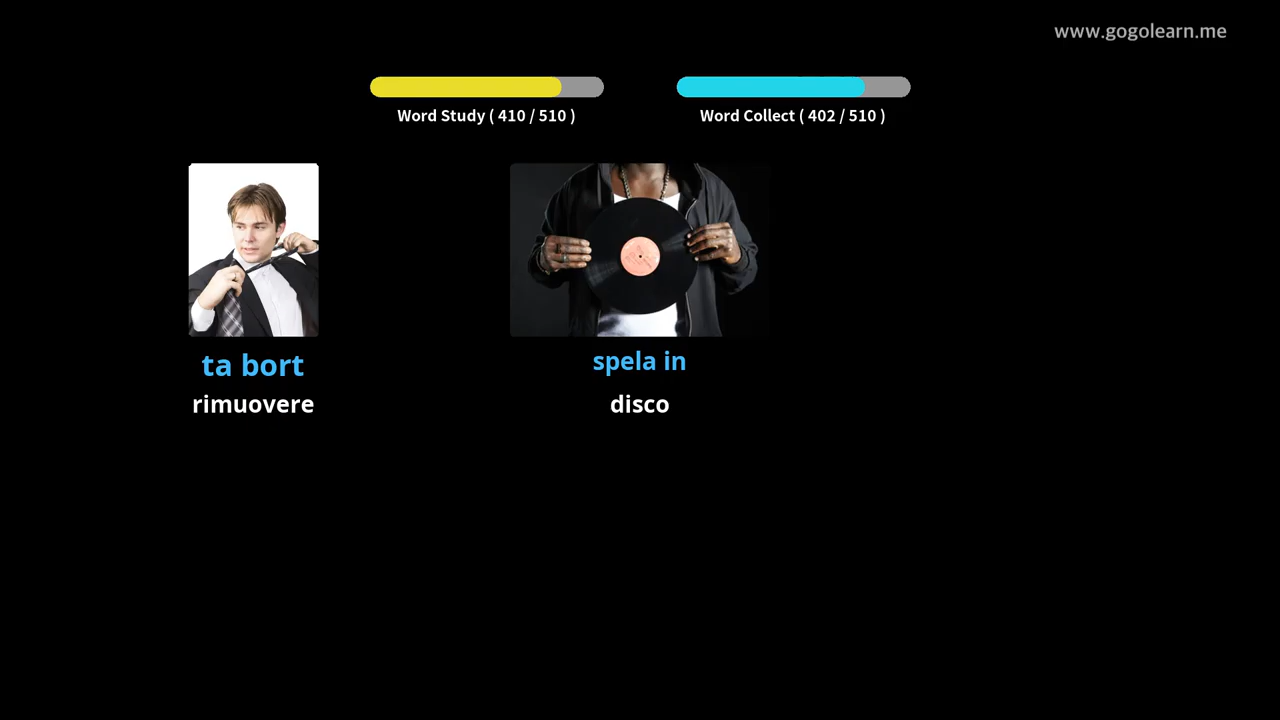 www.gogolearn.me
Word Study ( 410 / 510 )
Word Collect ( 402 / 510 )
ta bort
rimuovere
spela in
disco